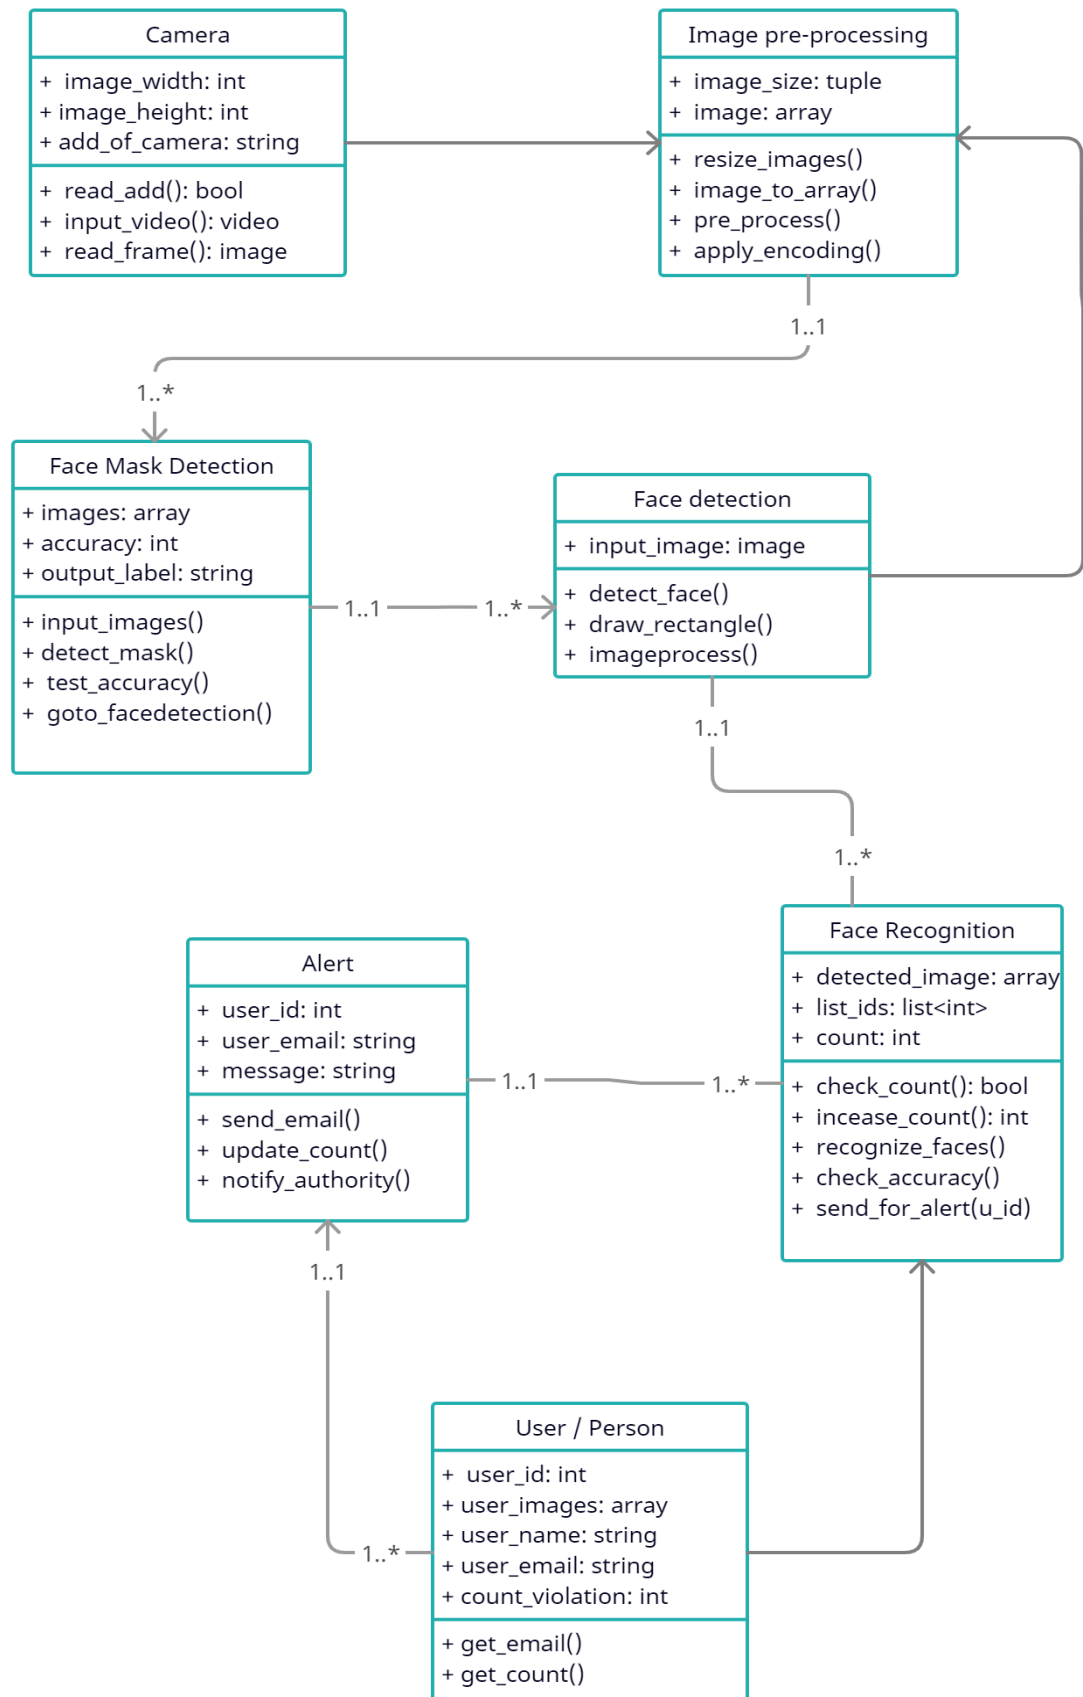 Camera
+ image_width: int
+ image_height: int
+ add_of_camera: string
+ read_add(): bool
+ input_video(): video
+ read_frame(): image
Image pre-processing
+ image_size: tuple
+ image: array
+ resize_images()
+ image_to_array()
+ pre_process()
+ apply_encoding()
1..1
1..*
Face Mask Detection
+ images: array
+ accuracy: int
+ output_label: string
+ input_images()
+ detect_mask()
+ test_accuracy()
+ goto_facedetection()
1..1
1..*
Face detection
+ input_image: image
+ detect_face()
+ draw_rectangle()
+ imageprocess()
1..1
1..*
Face Recognition
+ detected_image: array
+ list_ids: list<int>
+ count: int
+ check_count(): bool
+ incease_count(): int
+ recognize_faces()
+ check_accuracy()
+ send_for_alert(u_id)
Alert
+ user_id: int
+ user_email: string
+ message: string
+ send_email()
+ update_count()
+ notify_authority()
1..1
1..*
1..1
1..*
User / Person
+ user_id: int
+ user_images: array
+ user_name: string
+ user_email: string
+ count_violation: int
+ get_email()
+ get_count()